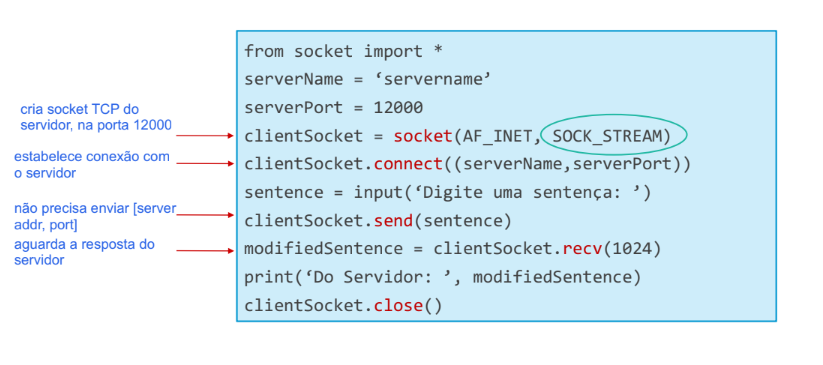 from socket import *
serverName = ‘servername’
serverPort = 12000
cria socket TCP do
servidor, na porta 12000
clientSocket = socket(AF_INET, SOCK_STREAM)
estabelece conexão com
o servidor
clientSocket.connect((serverName,serverPort))
sentence = input(‘Digite uma sentença: ’)
não precisa enviar [server
addr, port]
clientSocket.send(sentence)
aguarda a resposta do
servidor
modifiedSentence = clientSocket.recv(1024)
print(‘Do Servidor: ’, modifiedSentence)
clientSocket.close()